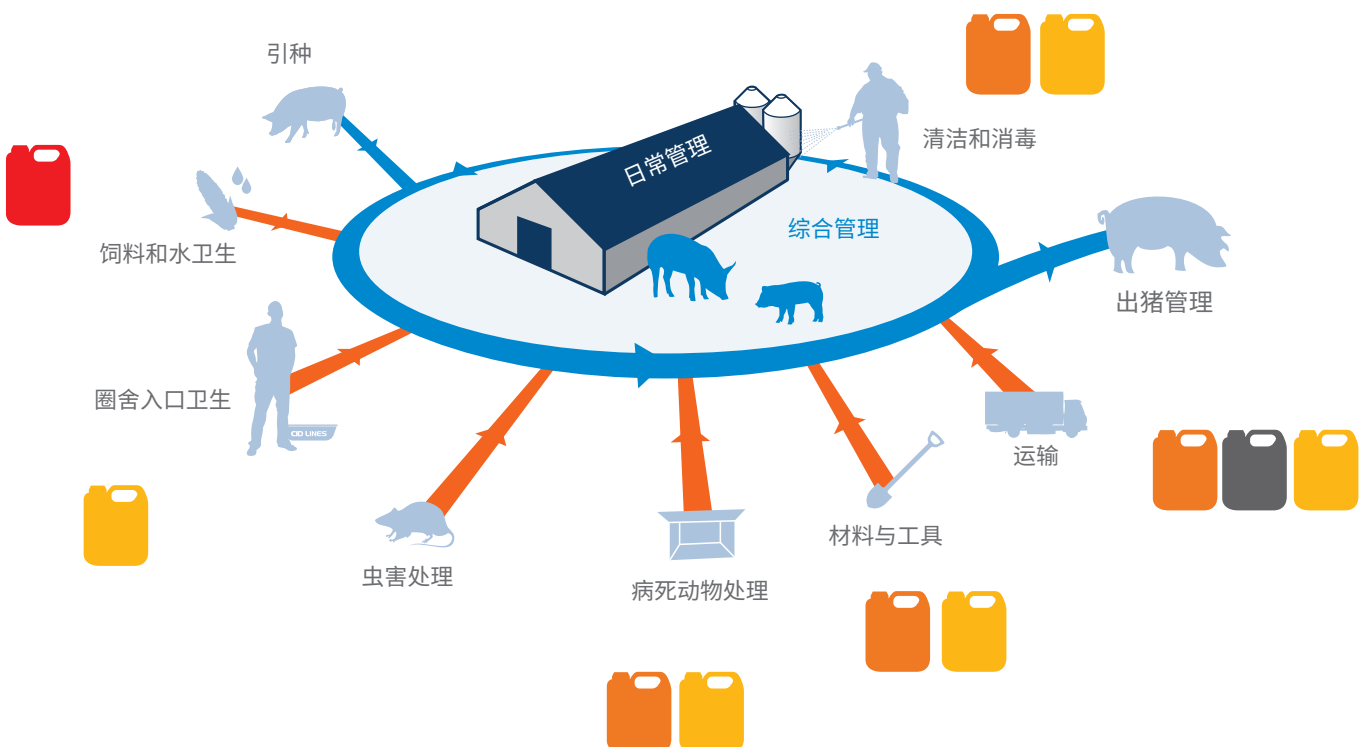 引种
清洁和消毒
日常管理
综合管理
饲料和水卫生
出猪管理
圈舍入口卫生
CID LINES
运输
材料与工具
虫害处理
病死动物处理